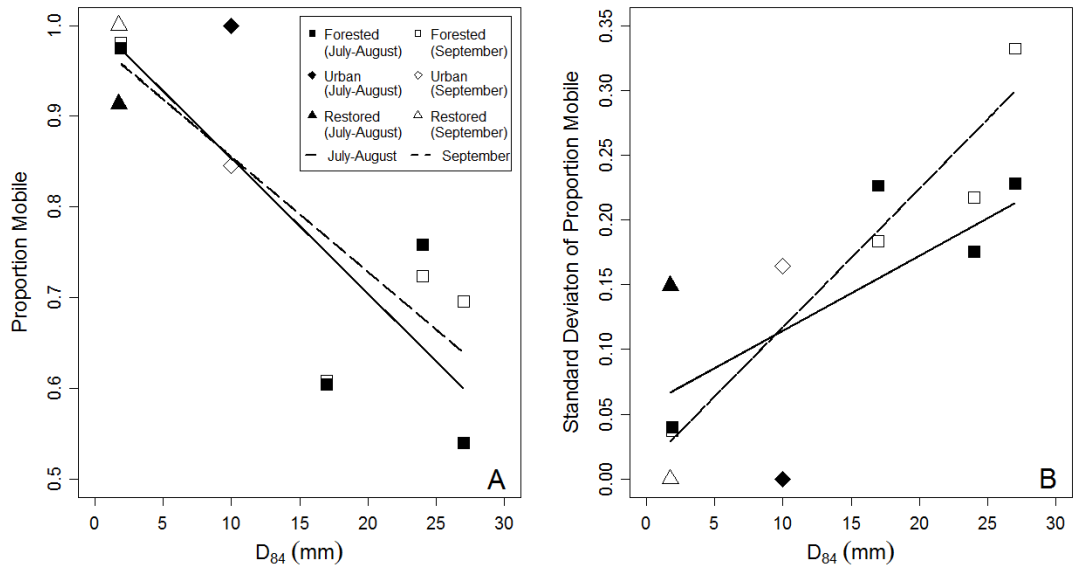 Proportion Mobile
1.0
0.9
0.8
0.7
0.6
0.5
Forested
(July-August)
Forested
(September)
Urban
(July-August)
Urban
(September)
Restored
(July-August)
Restored
(September)
July-August
September
A
0 5 10 15 20 25 30
D84 (mm)
Standard Deviaton of Proportion Mobile
0.35
0.30
0.25
0.20
0.15
0.10
0.05
0.00
B
0 5 10 15 20 25 30
D84 (mm)